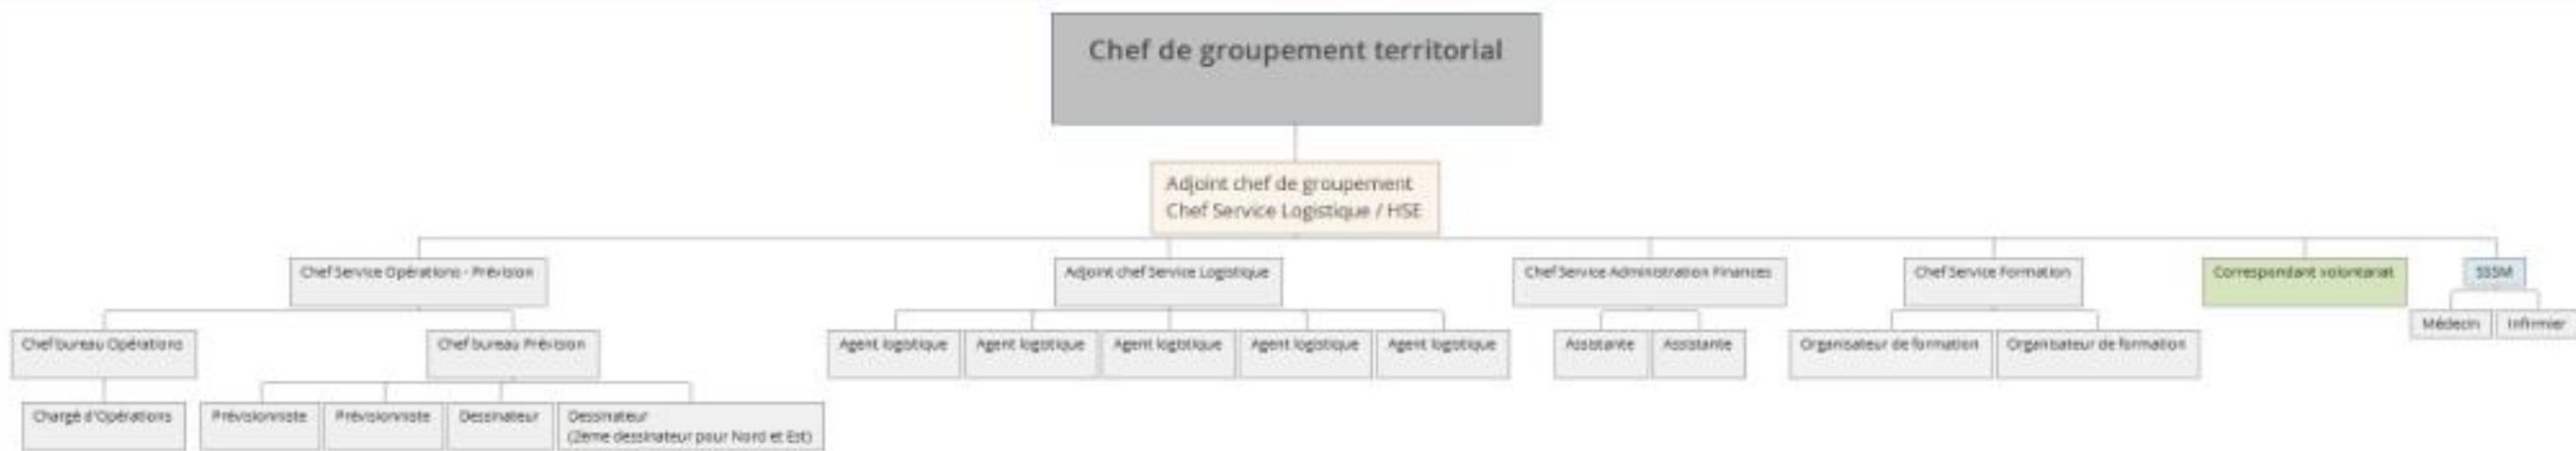 Chef de groupement territorial
Adjoint chef de groupement
Chef Service Logistique / HSE
Chef Service Opérations - Prévision
Adjoint chef Service Logistique
Chef Service Administration Finances
Chef Service Formation
Correspondant volontariat
SSSM
Chef bureau Opérations
Chef bureau Prévision
Agent logistique
Agent logistique
Agent logistique
Agent logistique
Agent logistique
Assistante
Assistante
Organisateur de formation
Organisateur de formation
Médecin
Infirmier
Chargé d'Opérations
Prévisionniste
Prévisionniste
Dessinateur
Dessinateur
(2ème dessinateur pour Nord et Est)